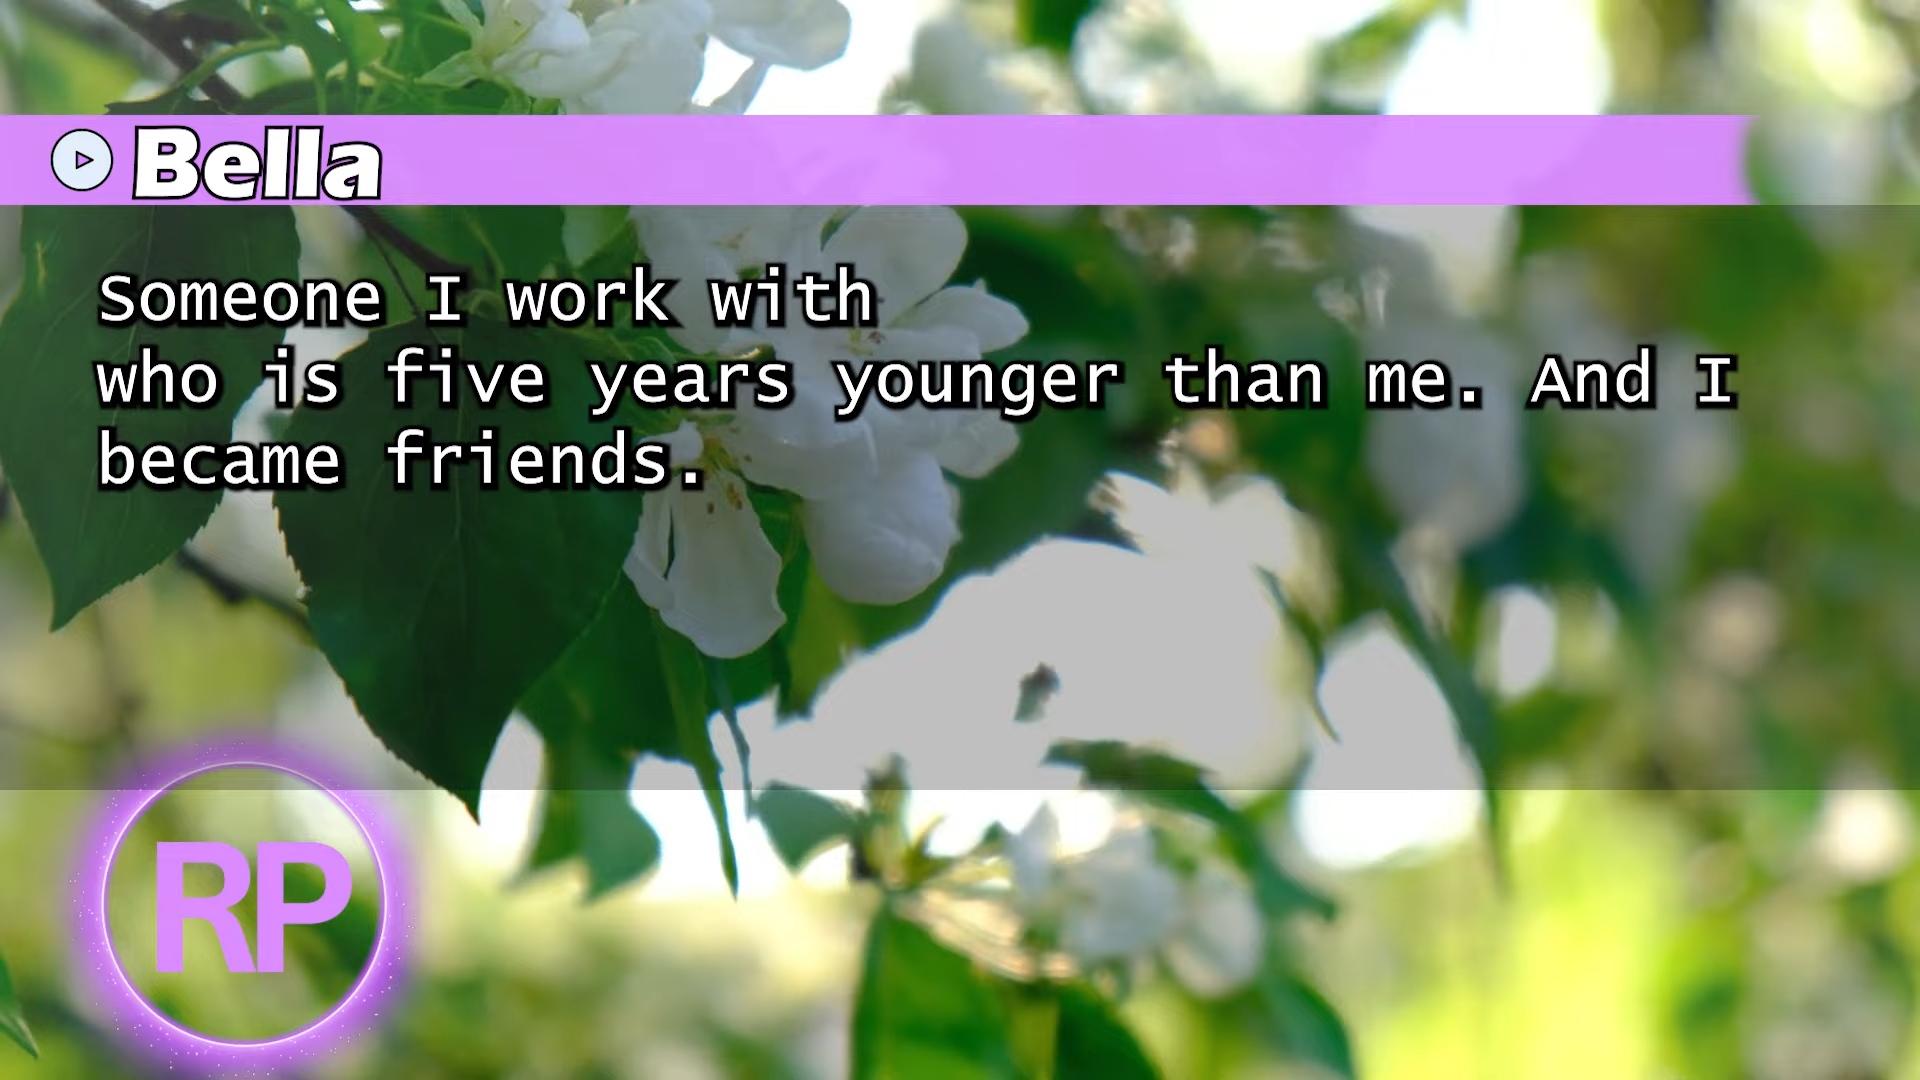 Bella
Someone I work with
who is five years younger than me. And I
became friends.
RP